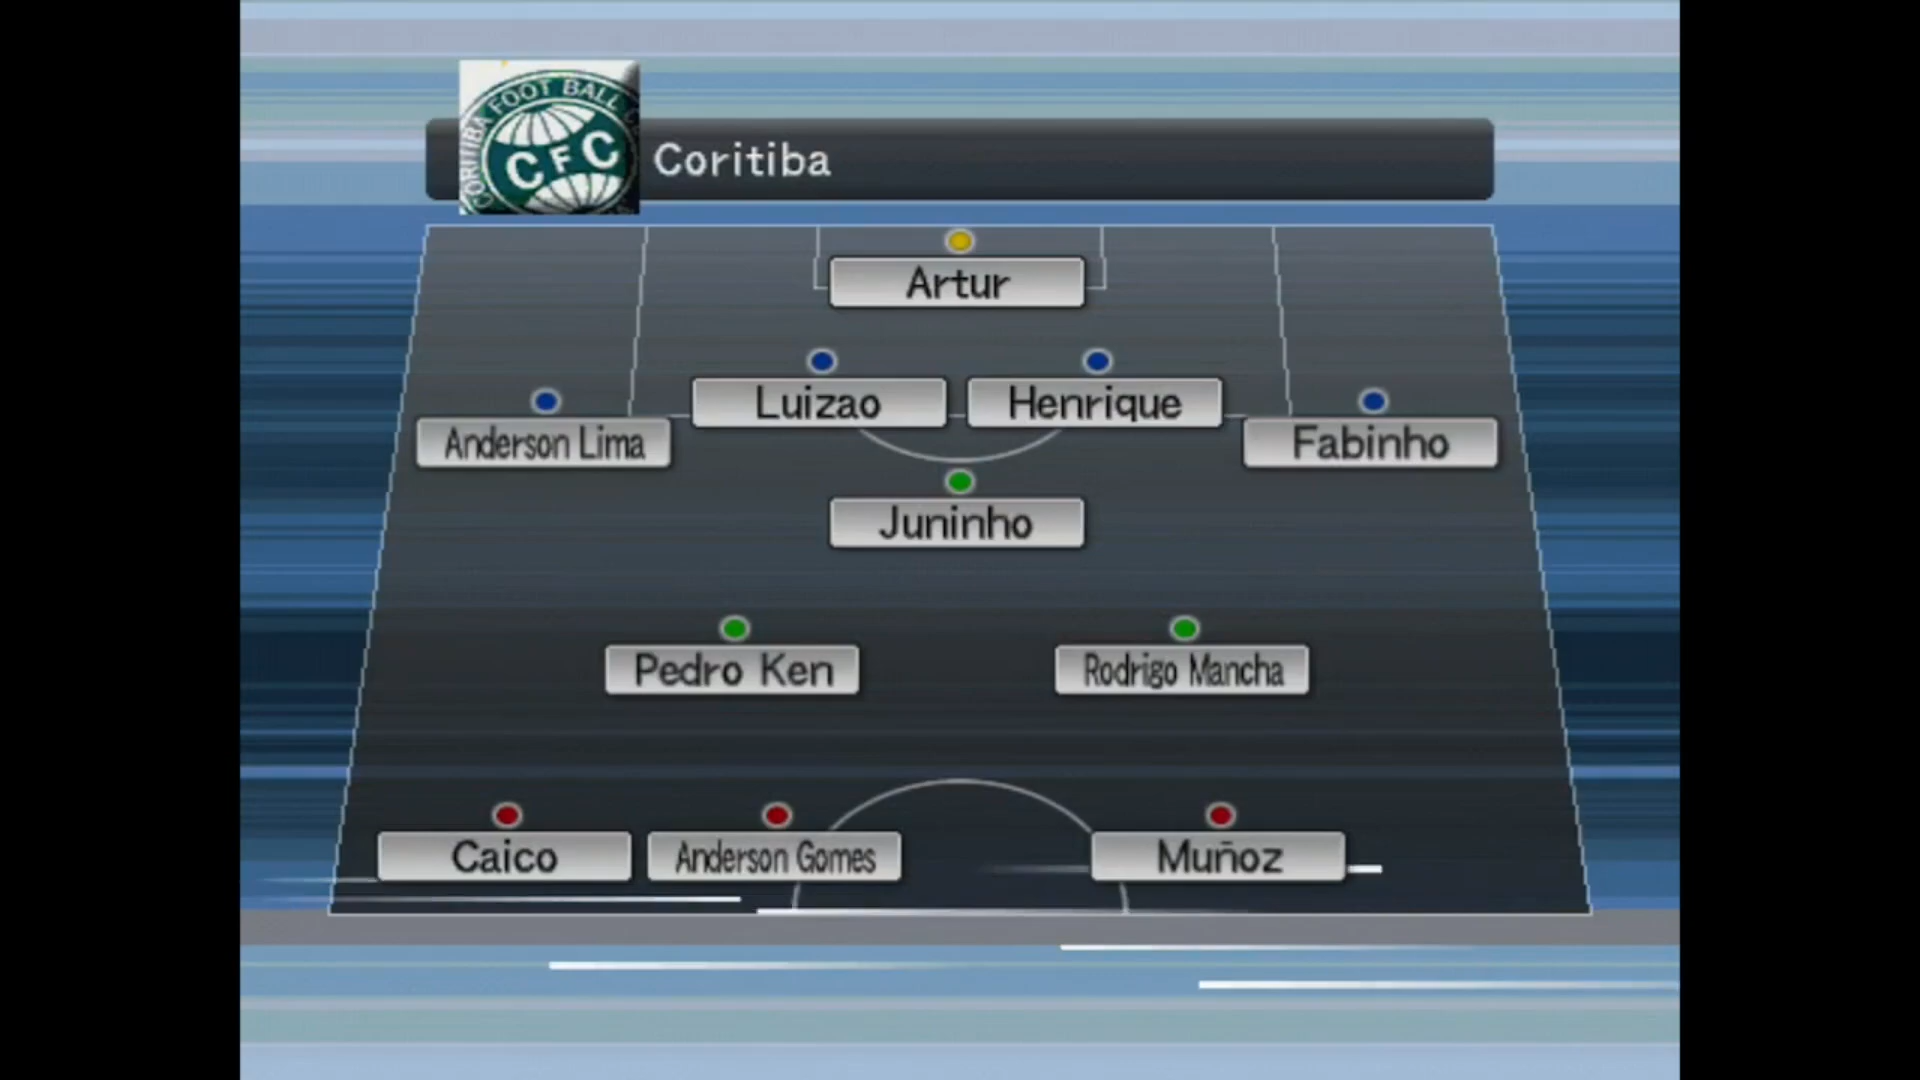 CORITIBA FOOT BALL C
CFC
Coritiba
Artur
Luizao
Henrique
Anderson Lima
Fabinho
Juninho
Pedro Ken
Rodrigo Mancha
Caico
Anderson Gomes
Muñoz